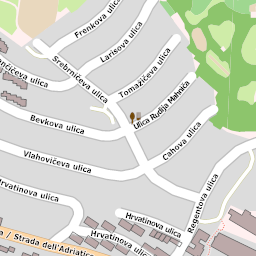 Frenkova ulica
Larisova ulica
Srebrničeva ulica
Tomažičeva ulica
Ulica Rudija Mahniča
Bevkova ulica
Cahova ulica
Vlahovičeva ulica
Hrvatinova ulica
Regentova ulica
Hrvatinova ulica
Hrvatinova ulica
/ Strada dell'Adriatico